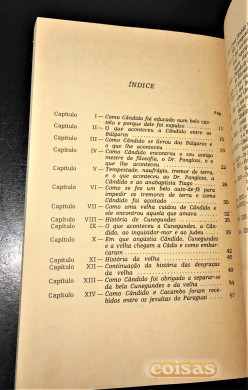 ÍNDICE
Pág.
Capítulo I — Como Cândido foi educado num belo castelo e porque dele foi expulso 11
Capítulo II — O que aconteceu a Cândido entre os Búlgaros
Capítulo III — Como Cândido se livrou dos Búlgaros e o que lhe aconteceu
Capítulo IV — Como Cândido encontrou o seu antigo mestre de filosofia, o Dr. Pangloss, e o que lhes aconteceu
Capítulo V — Tempestade, naufrágio, tremor de terra, e o que aconteceu ao Dr. Pangloss, a Cândido e ao anabaptista Tiago
Capítulo VI — Como se fez um belo auto-de-fé para impedir os tremores de terra e como Cândido foi açoitado
Capítulo VII — Como uma velha cuidou de Cândido e ele encontrou aquela que amava
Capítulo VIII — História de Cunegundes
Capítulo IX — O que aconteceu a Cunegundes, a Cândido, ao inquisidor-mor e ao judeu
Capítulo X — Em que angústia Cândido, Cunegundes e a velha chegam a Cádis e como embarcaram
Capítulo XI — História da velha
Capítulo XII — Continuação da história das desgraças da velha
Capítulo XIII — Como Cândido foi obrigado a separar-se da bela Cunegundes e da velha
Capítulo XIV — Como Cândido e Cacambo foram recebidos entre os jesuítas do Paraguai
coisas